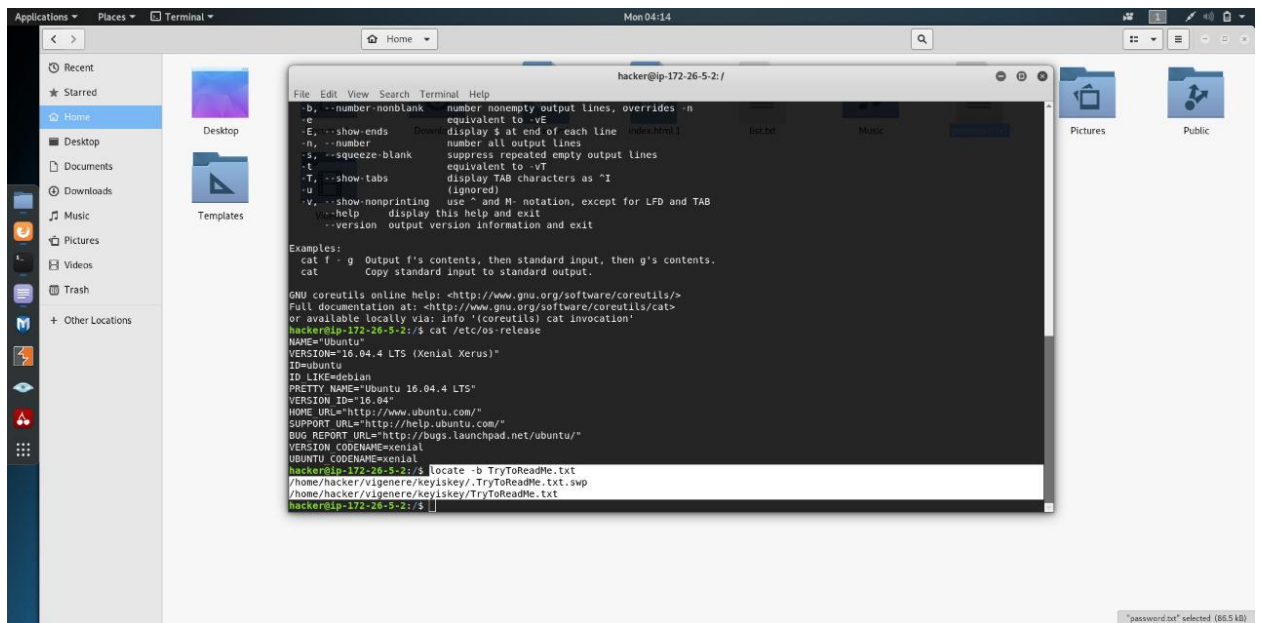 Applications Places Terminal Mon 04:14 1
Home
Recent
Starred
Home
Desktop
Documents
Downloads
Music
Pictures
Videos
Trash
+ Other Locations
Desktop
Templates
Pictures
Public
hacker@ip-172-26-5-2: /
File Edit View Search Terminal Help
-b, --number-nonblank number nonempty output lines, overrides -n
-e equivalent to -vE
-E, --show-ends display $ at end of each line
index.html.1
list.txt
Music
-n, --number number all output lines
-s, --squeeze-blank suppress repeated empty output lines
-t equivalent to -vT
-T, --show-tabs display TAB characters as ^I
-u (ignored)
-v, --show-nonprinting use ^ and M- notation, except for LFD and TAB
--help display this help and exit
--version output version information and exit
Examples:
cat f - g Output f's contents, then standard input, then g's contents.
cat Copy standard input to standard output.
GNU coreutils online help: <http://www.gnu.org/software/coreutils/>
Full documentation at: <http://www.gnu.org/software/coreutils/cat>
or available locally via: info '(coreutils) cat invocation'
hacker@ip-172-26-5-2:/$ cat /etc/os-release
NAME="Ubuntu"
VERSION="16.04.4 LTS (Xenial Xerus)"
ID=ubuntu
ID_LIKE=debian
PRETTY_NAME="Ubuntu 16.04.4 LTS"
VERSION_ID="16.04"
HOME_URL="http://www.ubuntu.com/"
SUPPORT_URL="http://help.ubuntu.com/"
BUG_REPORT_URL="http://bugs.launchpad.net/ubuntu/"
VERSION_CODENAME=xenial
UBUNTU_CODENAME=xenial
hacker@ip-172-26-5-2:/$ locate -b TryToReadMe.txt
/home/hacker/vigenere/keyiskey/.TryToReadMe.txt.swp
/home/hacker/vigenere/keyiskey/TryToReadMe.txt
hacker@ip-172-26-5-2:/$
"password.txt" selected (86.5 kB)